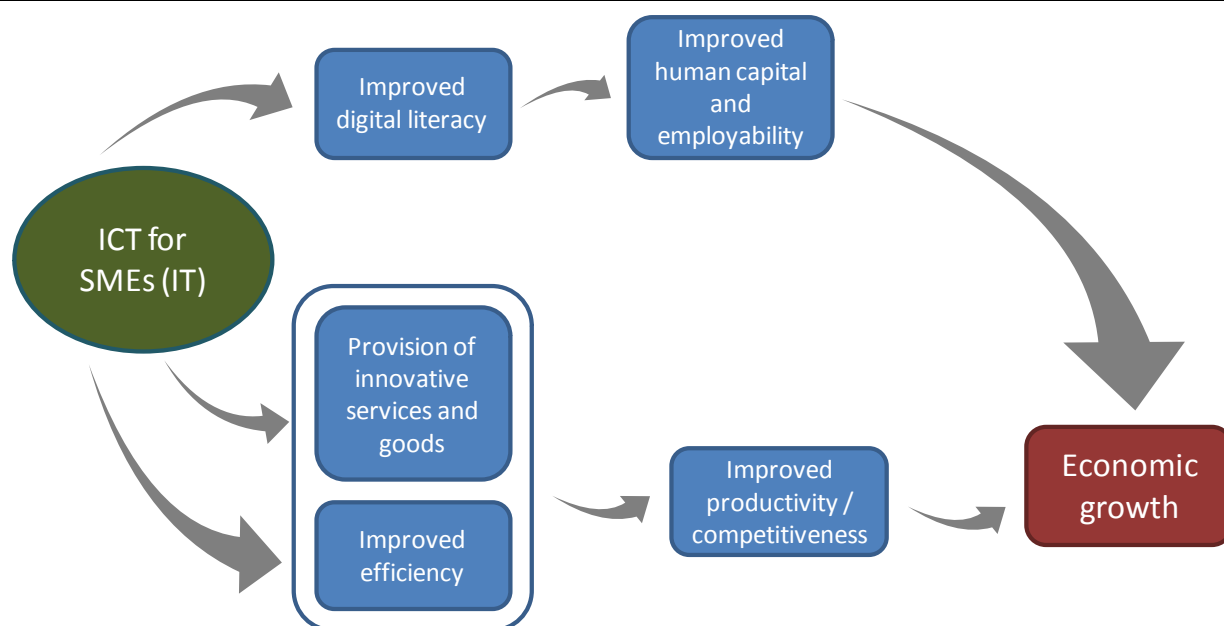 Improved
digital literacy
Improved
human capital
and
employability
ICT for
SMEs (IT)
Provision of
innovative
services and
goods
Improved
efficiency
Improved
productivity /
competitiveness
Economic
growth